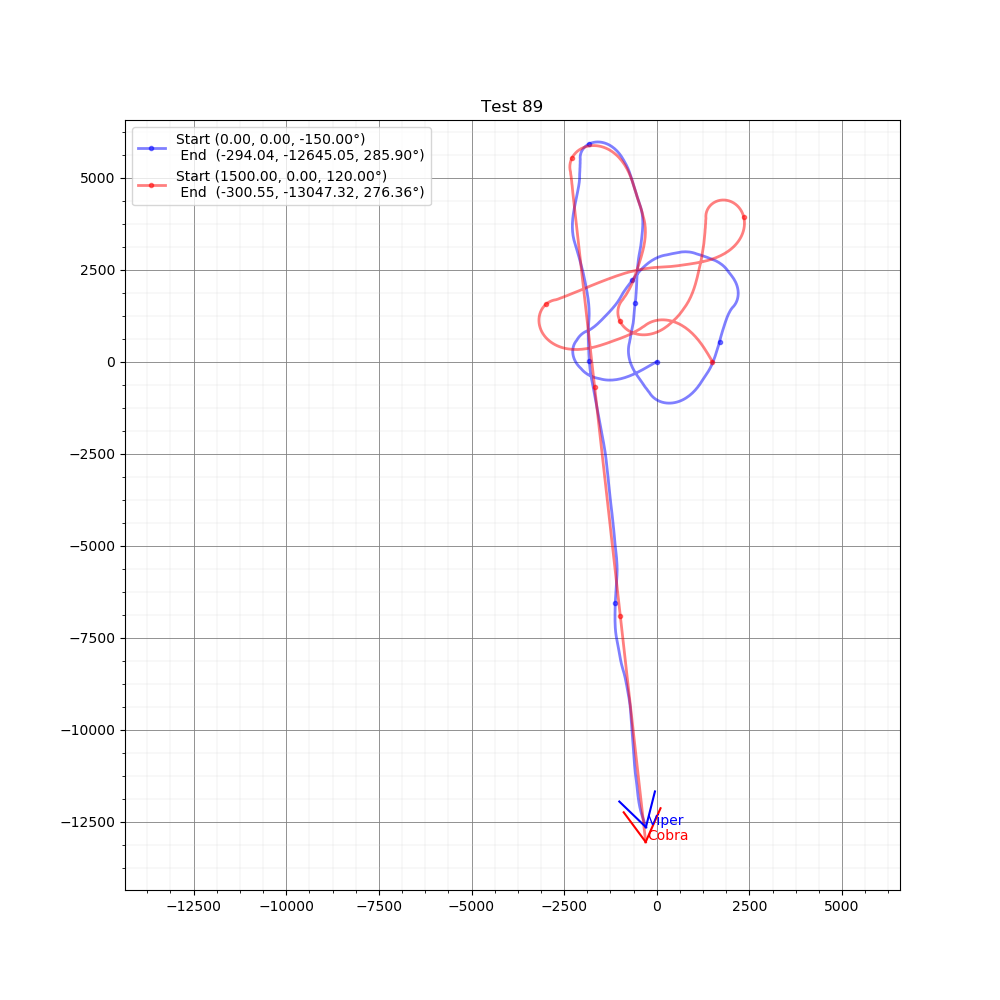 Test 89
Start (0.00, 0.00, -150.00°)
End (-294.04, -12645.05, 285.90°)
Start (1500.00, 0.00, 120.00°)
End (-300.55, -13047.32, 276.36°)
5000
2500
0
−2500
−5000
−7500
−10000
−12500
Viper
Cobra
−12500 −10000 −7500 −5000 −2500 0 2500 5000